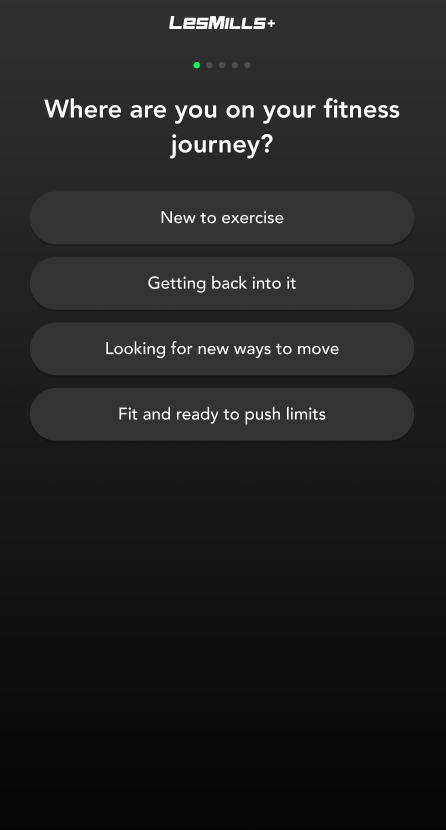 LESMILLS+
Where are you on your fitness
journey?
New to exercise
Getting back into it
Looking for new ways to move
Fit and ready to push limits